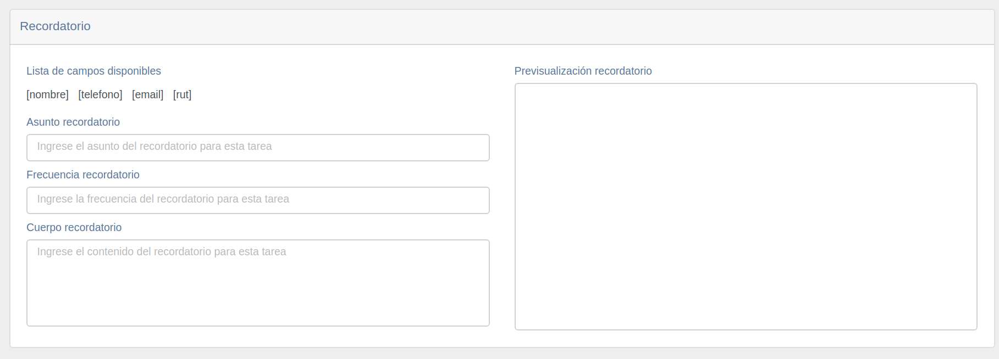 Recordatorio
Lista de campos disponibles
[nombre] [telefono] [email] [rut]
Asunto recordatorio
Ingrese el asunto del recordatorio para esta tarea
Frecuencia recordatorio
Ingrese la frecuencia del recordatorio para esta tarea
Cuerpo recordatorio
Ingrese el contenido del recordatorio para esta tarea
Previsualización recordatorio